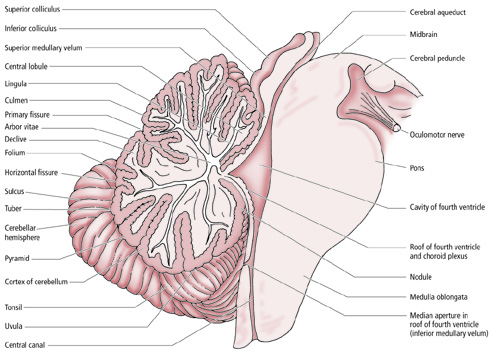 Superior colliculus
Inferior colliculus
Superior medullary velum
Central lobule
Lingula
Culmen
Primary fissure
Arbor vitae
Declive
Folium
Horizontal fissure
Sulcus
Tuber
Cerebellar
hemisphere
Pyramid
Cortex of cerebellum
Tonsil
Uvula
Central canal
Cerebral aqueduct
Midbrain
Cerebral peduncle
Oculomotor nerve
Pons
Cavity of fourth ventricle
Roof of fourth ventricle
and choroid plexus
Nodule
Medulla oblongata
Median aperture in
roof of fourth ventricle
(inferior medullary velum)